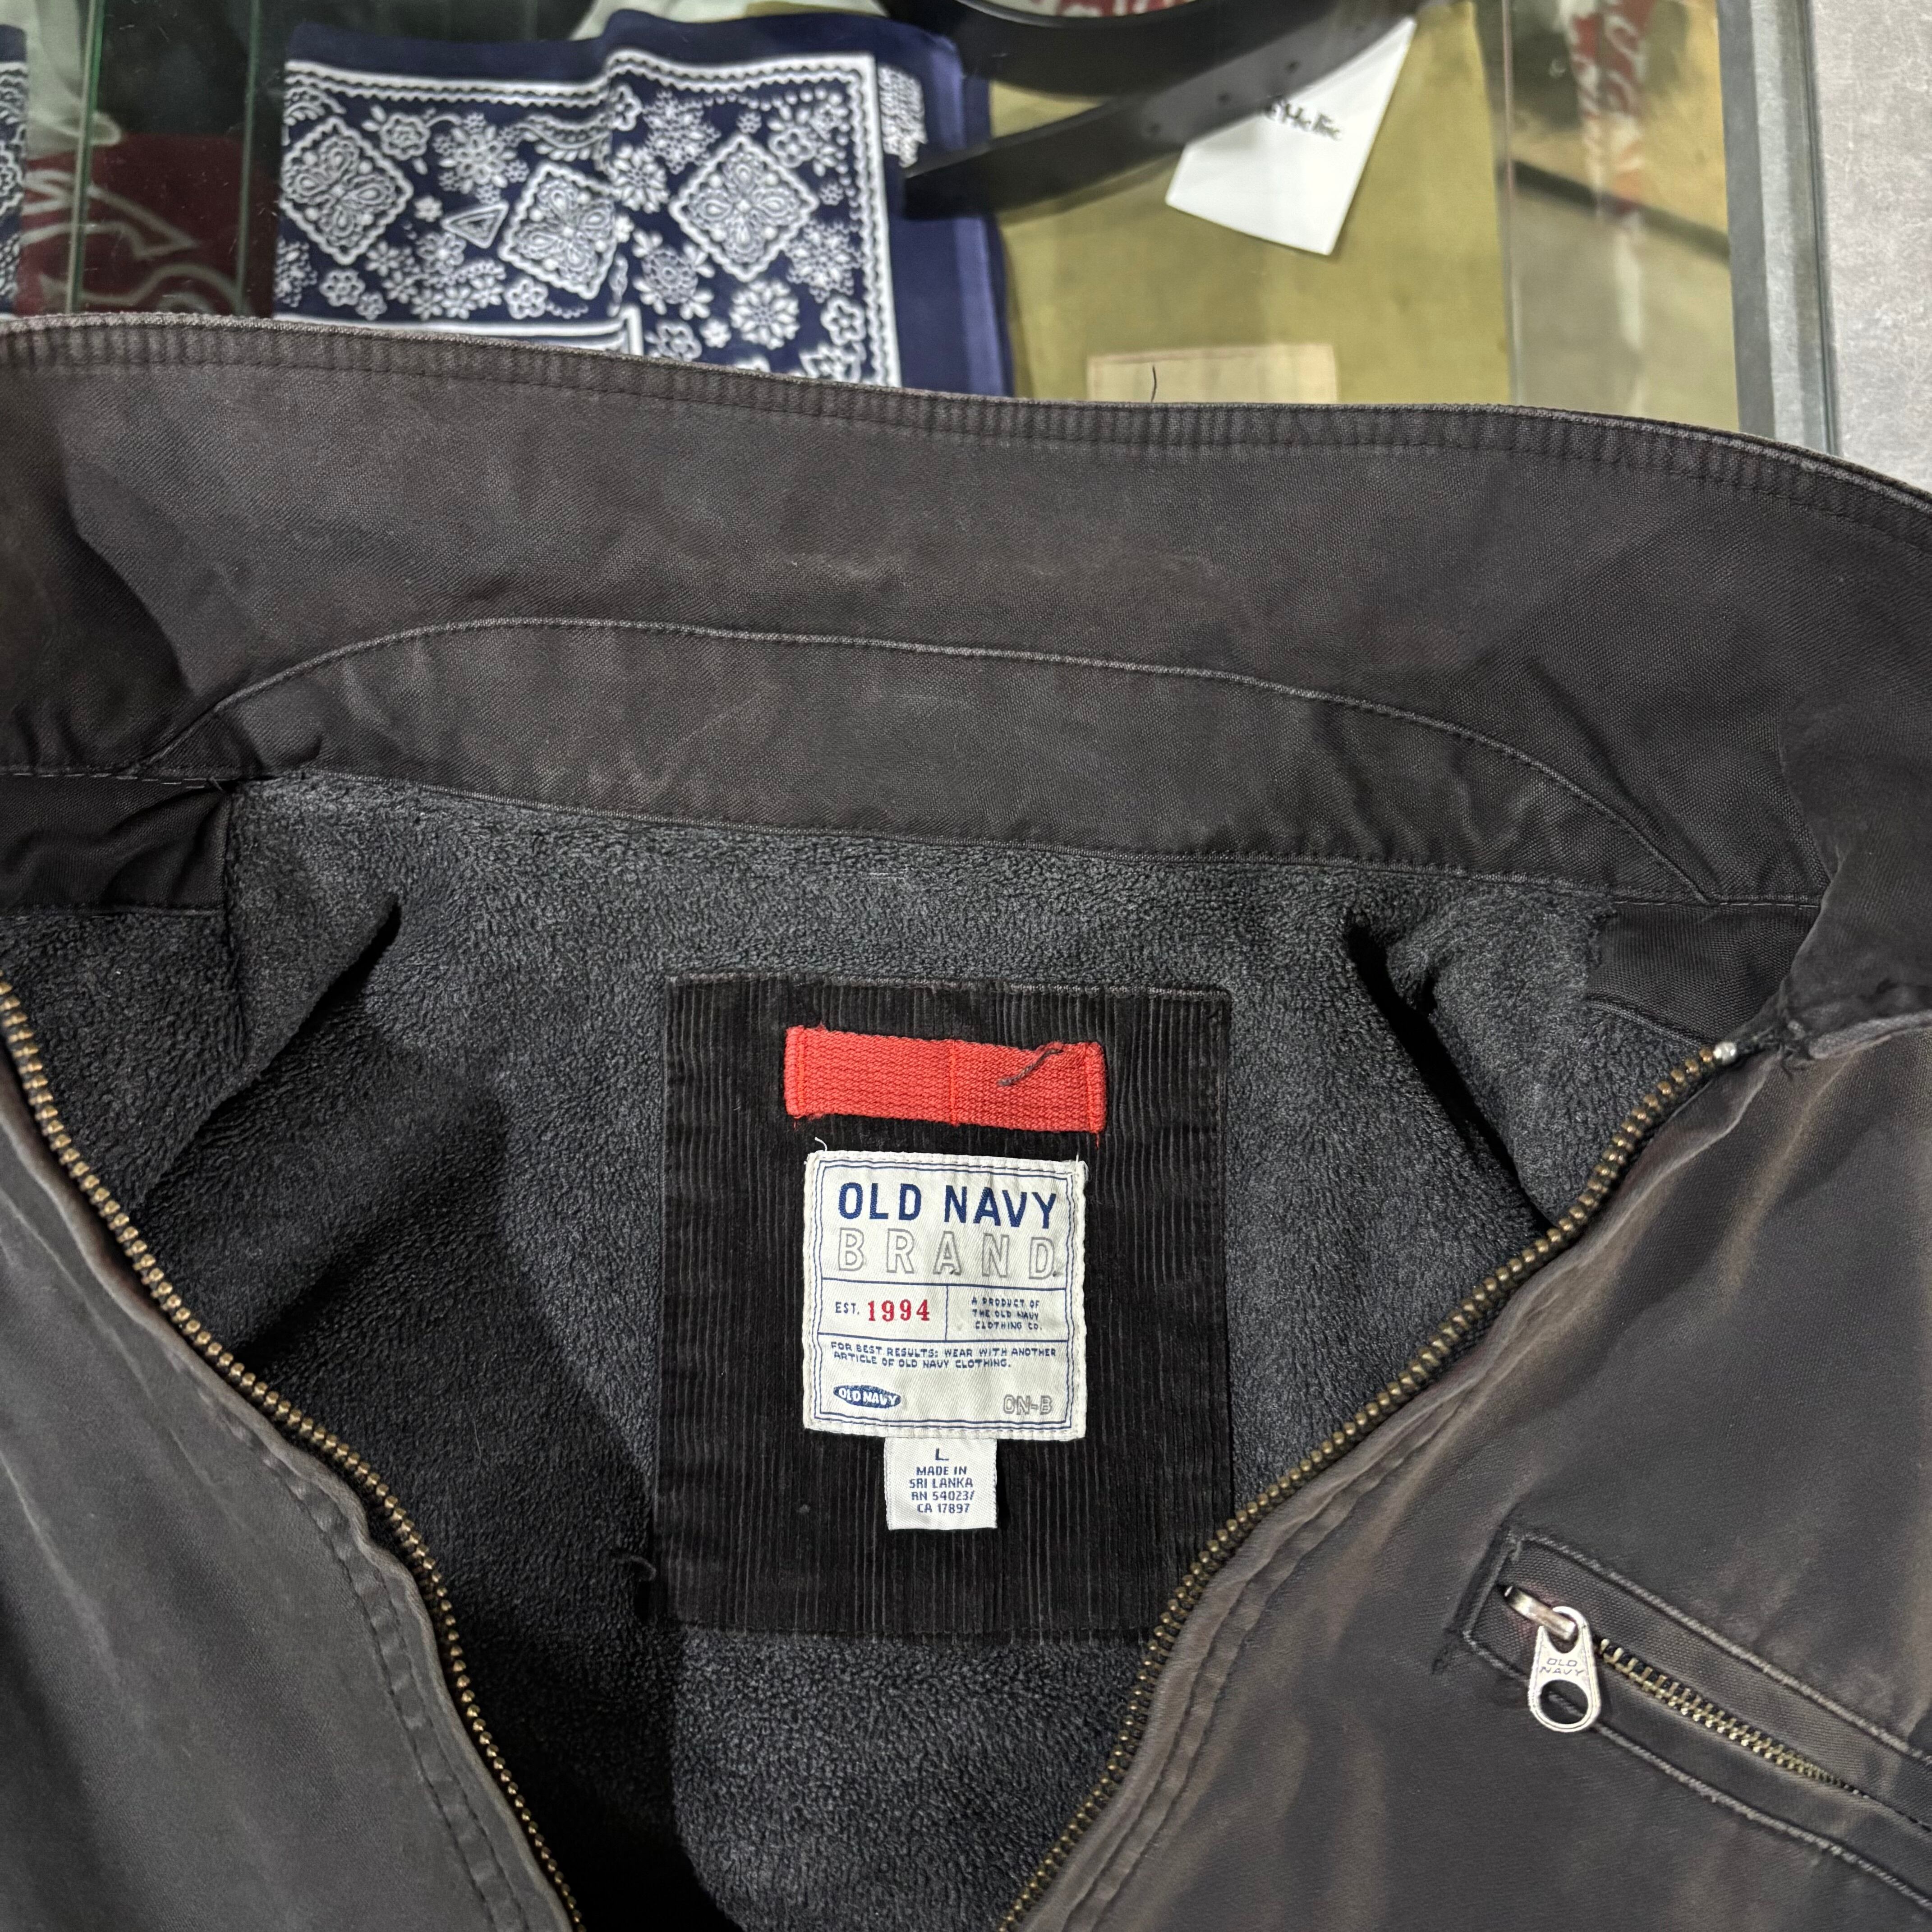 OLD NAVY
BRAND
EST. 1994
A PRODUCT OF
THE OLD NAVY
CLOTHING CO.
FOR BEST RESULTS: WEAR WITH ANOTHER
ARTICLE OF OLD NAVY CLOTHING.
OLD NAVY
ON-B
L
MADE IN
SRI LANKA
RN 54023/
CA 17897
OLD
NAVY